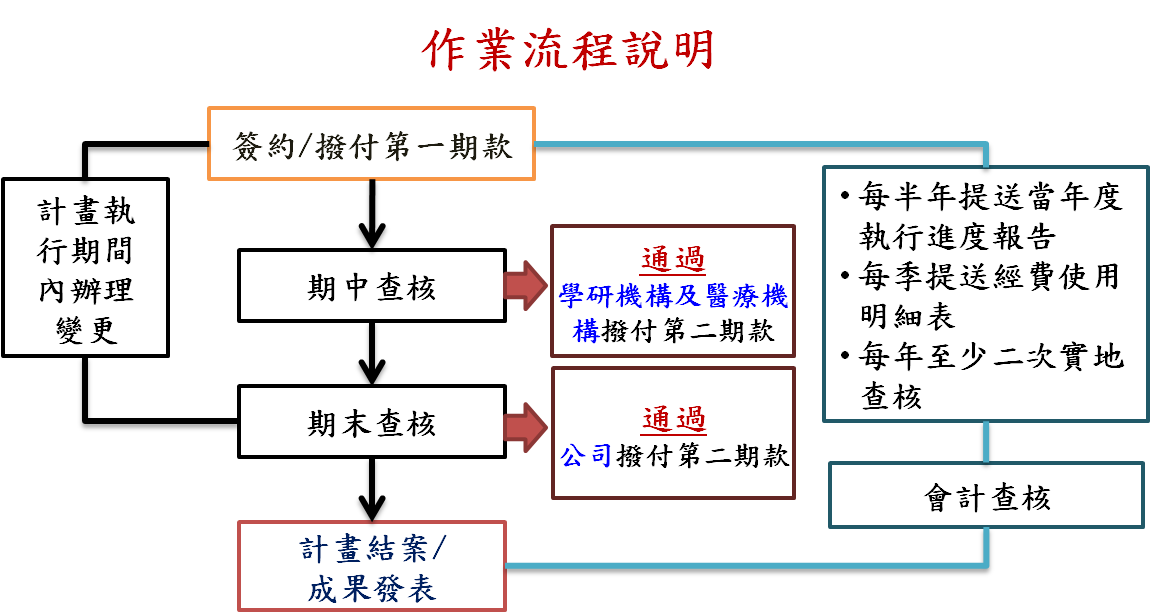 作業流程說明
簽約/撥付第一期款
計畫執
行期間
內辦理
變更
期中查核
通過
學研機構及醫療機
構撥付第二期款
期末查核
通過
公司撥付第二期款
計畫結案/
成果發表
•每半年提送當年度
執行進度報告
•每季提送經費使用
明細表
•每年至少二次實地
查核
會計查核